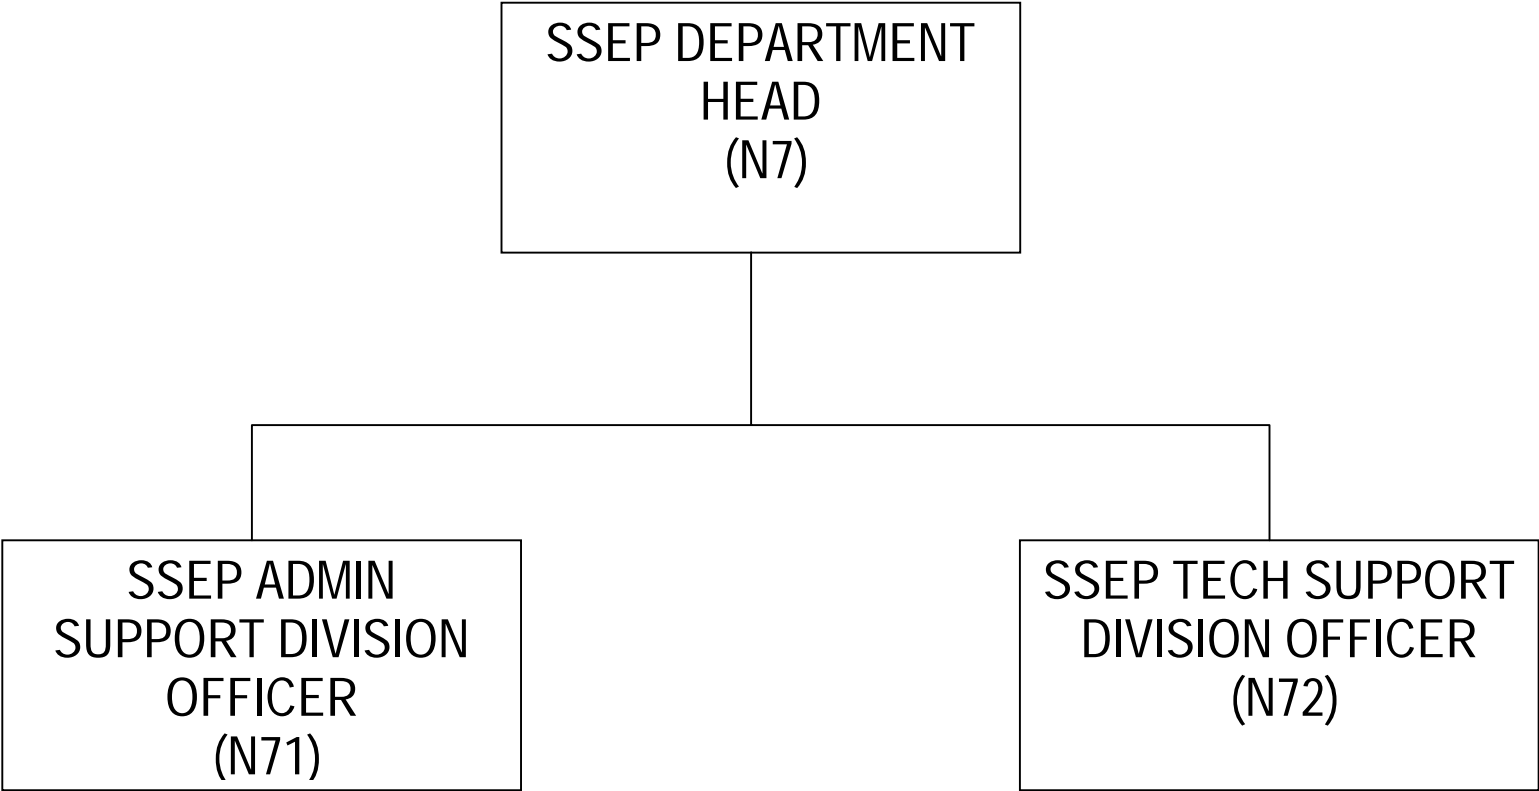 SSEP DEPARTMENT
HEAD
(N7)
SSEP ADMIN
SUPPORT DIVISION
OFFICER
(N71)
SSEP TECH SUPPORT
DIVISION OFFICER
(N72)